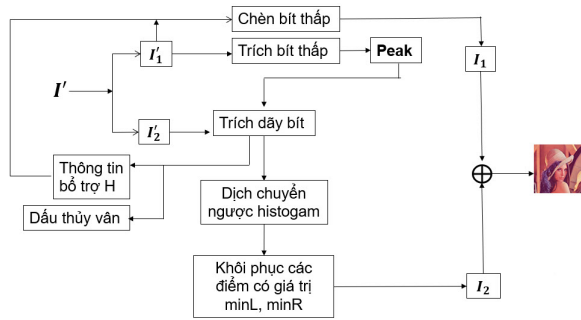 Chèn bít thấp
I′₁
Trích bít thấp
Peak
I₁
I′
I′₂
Trích dãy bít
Thông tin
bổ trợ H
Dịch chuyển
ngược histogam
Dấu thủy vân
Khôi phục các
điểm có giá trị
minL, minR
I₂